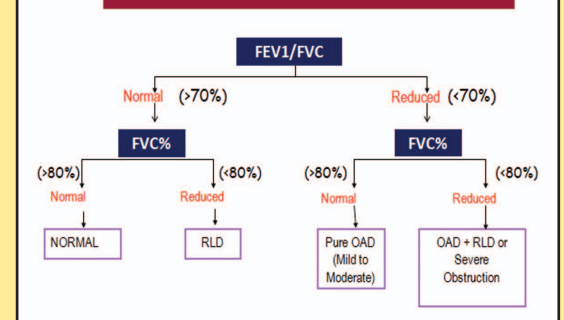 FEV1/FVC
Normal (>70%)
Reduced (<70%)
FVC%
FVC%
(>80%)
(<80%)
(>80%)
(<80%)
Normal
Reduced
Normal
Reduced
NORMAL
RLD
Pure OAD
(Mild to
Moderate)
OAD + RLD or
Severe
Obstruction